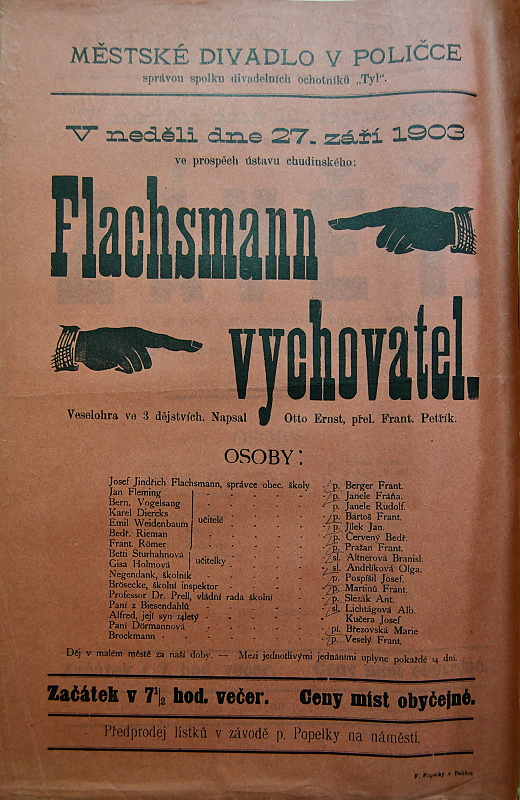 MĚSTSKÉ DIVADLO V POLIČCE
správou spolku divadelních ochotníků „Tyl“.
V neděli dne 27. září 1903
ve prospěch ústavu chudinského:
Flachsmann
vychovatel.
Veselohra ve 3 dějstvích. Napsal Otto Ernst, přel. Frant. Petřík.
OSOBY:
Josef Jindřich Flachsmann, správce obec. školy p. Berger Frant.
Jan Fleming p. Janele Fráňa.
Bern. Vogelsang p. Janele Rudolf.
Karel Diercks p. Bartoš Frant.
Emil Weidenbaum učitelé p. Jílek Jan.
Bedř. Rieman p. Červený Bedř.
Frant. Römer p. Pražan Frant.
Betti Sturhahnová sl. Altnerová Branisl.
Gisa Holmová učitelky sl. Andrlíková Olga.
Negendank, školník p. Pospíšil Josef.
Brösecke, školní inspektor p. Martinů Frant.
Professor Dr. Prell, vládní rada školní p. Slezák Ant.
Paní z Biesendahlů sl. Lichtágová Alb.
Alfred, její syn 14letý Kučera Josef
Paní Dörmannová pí. Březovská Marie
Brockmann p. Veselý Frant.
Děj v malém městě za naší doby. — Mezi jednotlivými jednáními uplyne pokaždé 14 dní.
Začátek v 7½ hod. večer. Ceny míst obyčejné.
Předprodej lístků v závodě p. Popelky na náměstí.
F. Popelky v Poličce